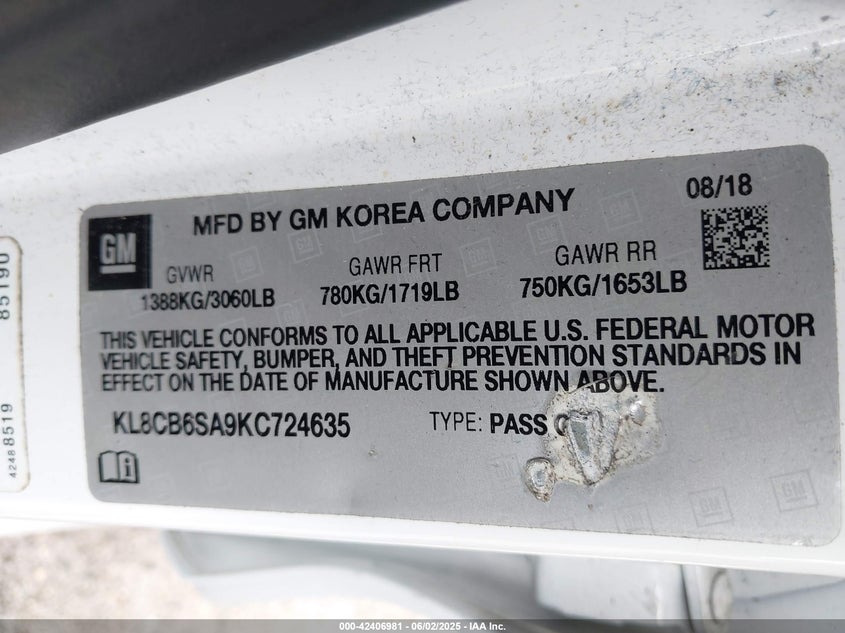 08/18
MFD BY GM KOREA COMPANY
GM
GVWR
1388KG/3060LB
GAWR FRT
780KG/1719LB
GAWR RR
750KG/1653LB
THIS VEHICLE CONFORMS TO ALL APPLICABLE U.S. FEDERAL MOTOR
VEHICLE SAFETY, BUMPER, AND THEFT PREVENTION STANDARDS IN
EFFECT ON THE DATE OF MANUFACTURE SHOWN ABOVE.
KL8CB6SA9KC724635
TYPE: PASS
42488519
85190
000-42406981 - 06/02/2025 - IAA Inc.